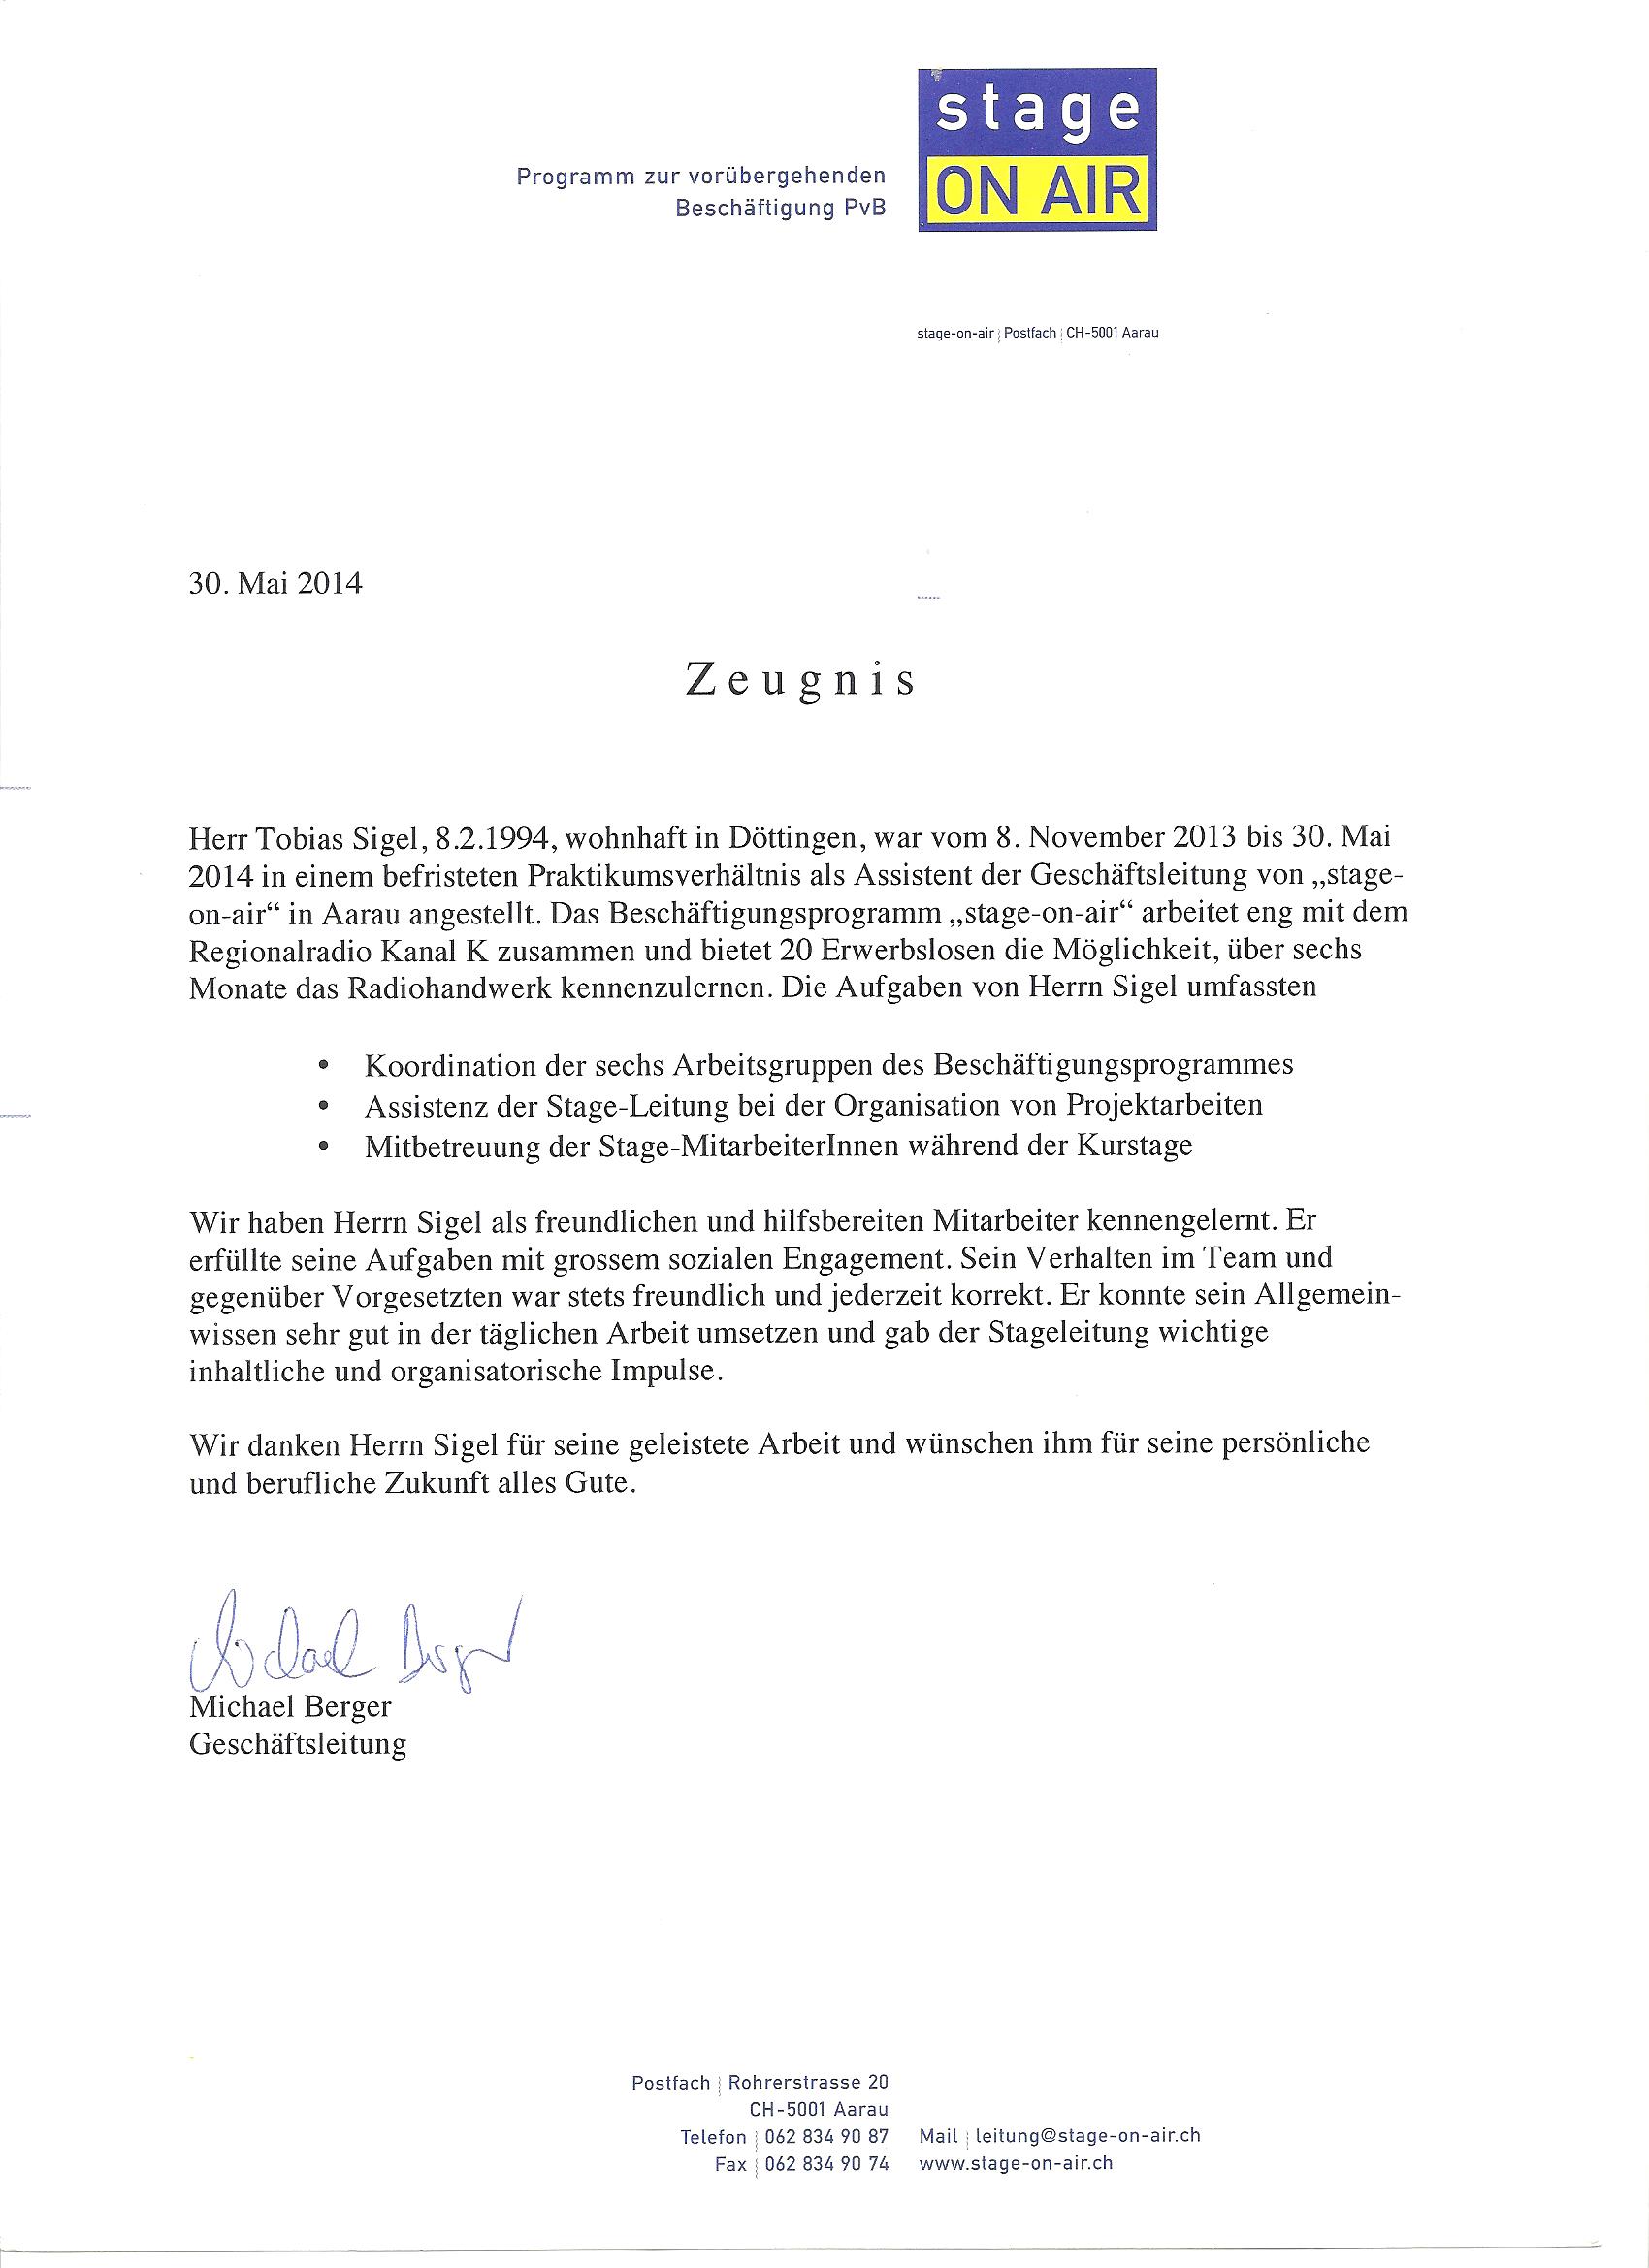 stage
ON AIR
Programm zur vorübergehenden
Beschäftigung PvB
stage-on-air ¦ Postfach ¦ CH-5001 Aarau
30. Mai 2014
Zeugnis
Herr Tobias Sigel, 8.2.1994, wohnhaft in Döttingen, war vom 8. November 2013 bis 30. Mai
2014 in einem befristeten Praktikumsverhältnis als Assistent der Geschäftsleitung von „stage-
on-air“ in Aarau angestellt. Das Beschäftigungsprogramm „stage-on-air“ arbeitet eng mit dem
Regionalradio Kanal K zusammen und bietet 20 Erwerbslosen die Möglichkeit, über sechs
Monate das Radiohandwerk kennenzulernen. Die Aufgaben von Herrn Sigel umfassten
• Koordination der sechs Arbeitsgruppen des Beschäftigungsprogrammes
• Assistenz der Stage-Leitung bei der Organisation von Projektarbeiten
• Mitbetreuung der Stage-MitarbeiterInnen während der Kurstage
Wir haben Herrn Sigel als freundlichen und hilfsbereiten Mitarbeiter kennengelernt. Er
erfüllte seine Aufgaben mit grossem sozialen Engagement. Sein Verhalten im Team und
gegenüber Vorgesetzten war stets freundlich und jederzeit korrekt. Er konnte sein Allgemein-
wissen sehr gut in der täglichen Arbeit umsetzen und gab der Stageleitung wichtige
inhaltliche und organisatorische Impulse.
Wir danken Herrn Sigel für seine geleistete Arbeit und wünschen ihm für seine persönliche
und berufliche Zukunft alles Gute.
Michael Berger
Michael Berger
Geschäftsleitung
Postfach ¦ Rohrerstrasse 20
CH-5001 Aarau
Telefon ¦ 062 834 90 87 Mail ¦ leitung@stage-on-air.ch
Fax ¦ 062 834 90 74 www.stage-on-air.ch